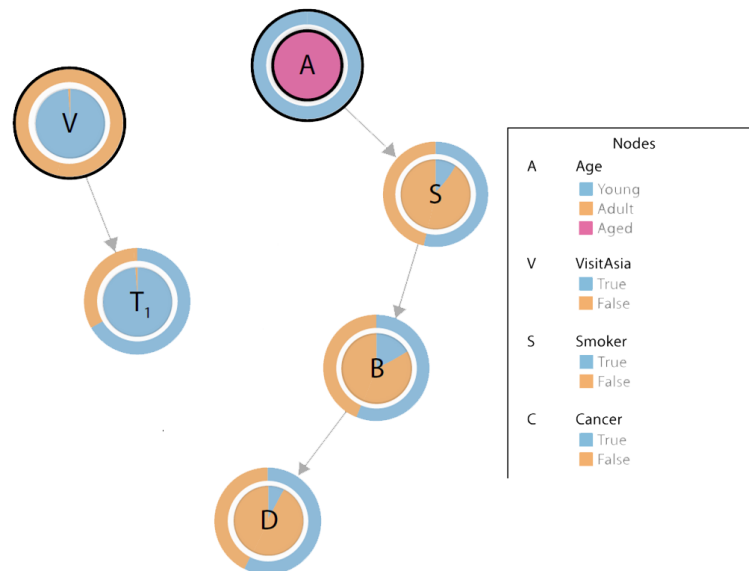 A
V
S
T1
B
D
Nodes
A Age
Young
Adult
Aged
V VisitAsia
True
False
S Smoker
True
False
C Cancer
True
False